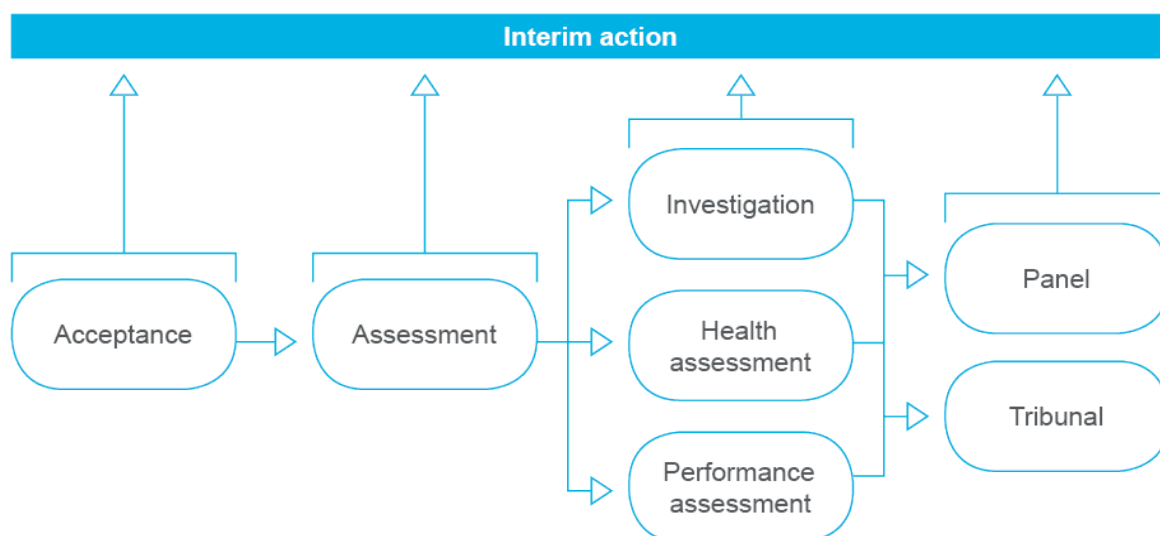 Interim action
Acceptance
Assessment
Investigation
Health
assessment
Performance
assessment
Panel
Tribunal